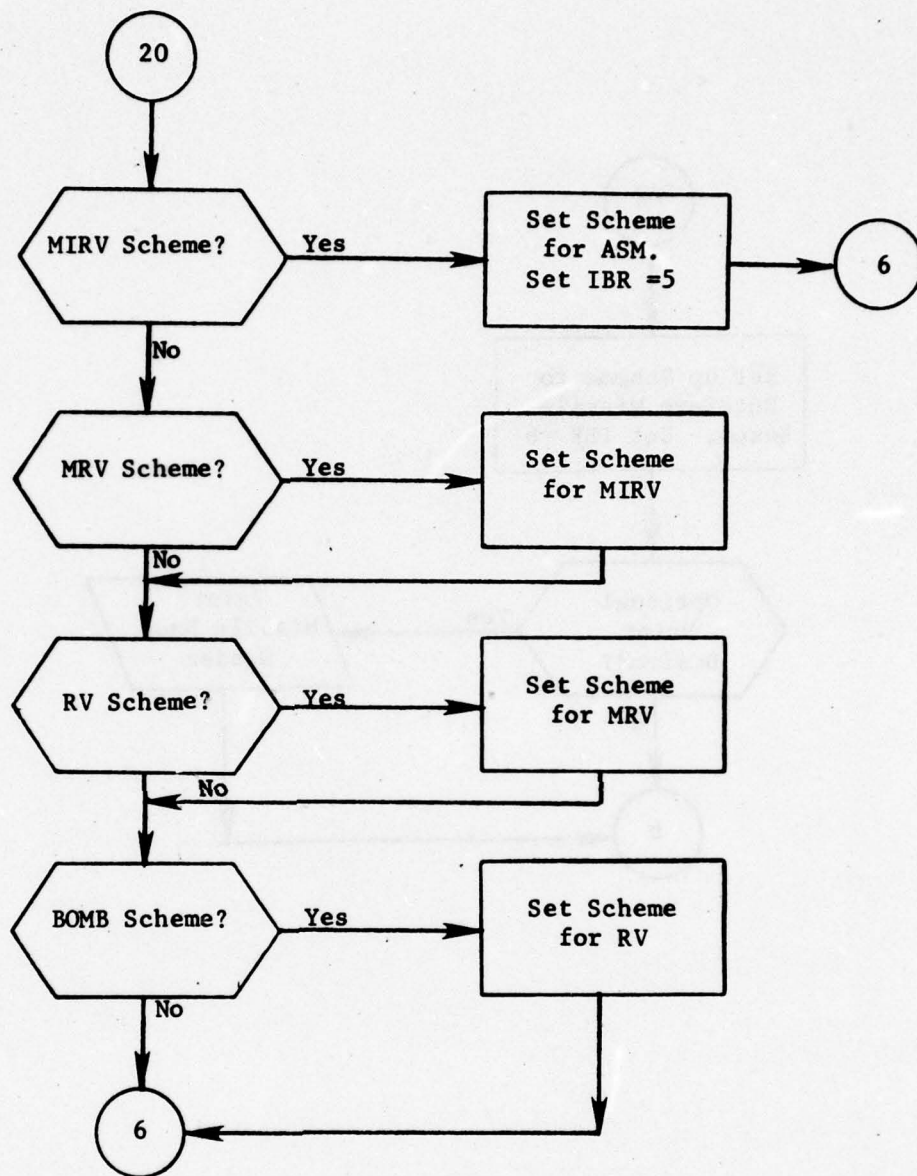 20
MIRV Scheme?
Yes
Set Scheme
for ASM.
Set IBR =5
6
No
MRV Scheme?
Yes
Set Scheme
for MIRV
No
RV Scheme?
Yes
Set Scheme
for MRV
No
BOMB Scheme?
Yes
Set Scheme
for RV
No
6